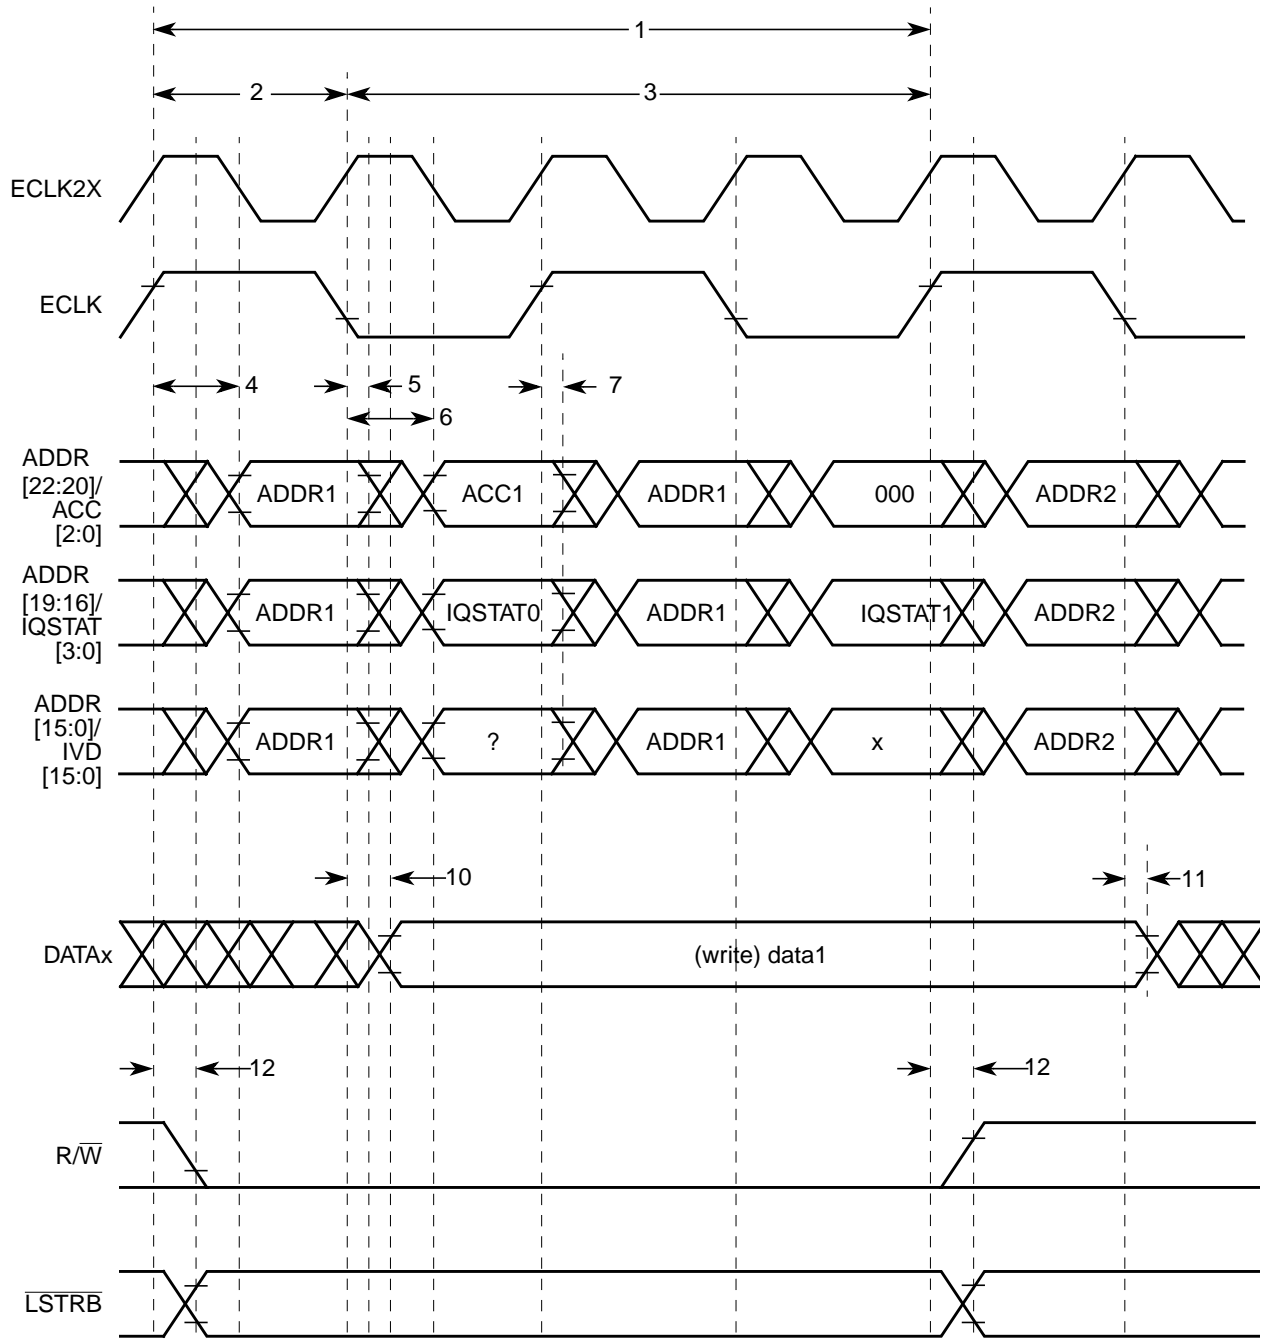 1
2 3
ECLK2X
ECLK
4 5 7
6
ADDR
[22:20]/
ACC
[2:0]
ADDR1 ACC1 ADDR1 000 ADDR2
ADDR
[19:16]/
IQSTAT
[3:0]
ADDR1 IQSTAT0 ADDR1 IQSTAT1 ADDR2
ADDR
[15:0]/
IVD
[15:0]
ADDR1 ? ADDR1 x ADDR2
10 11
DATAx (write) data1
12 12
R/W̅
L̅S̅T̅R̅B̅